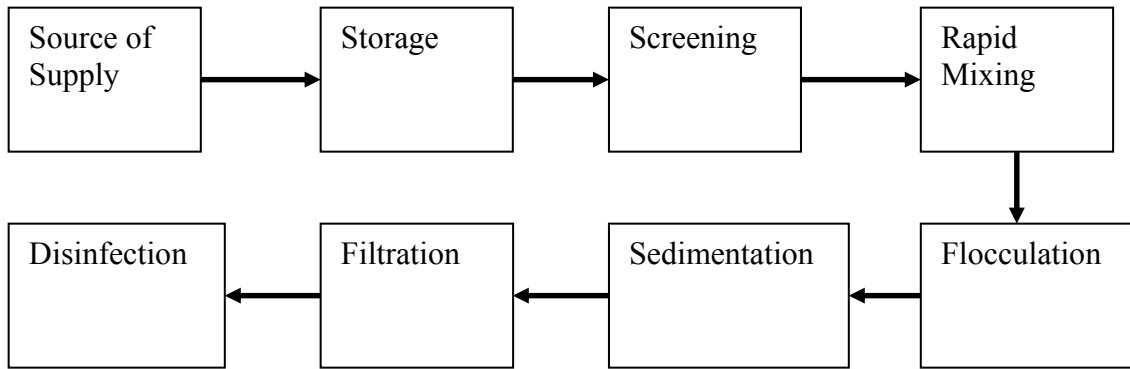 Source of
Supply
Storage
Screening
Rapid
Mixing
Flocculation
Sedimentation
Filtration
Disinfection